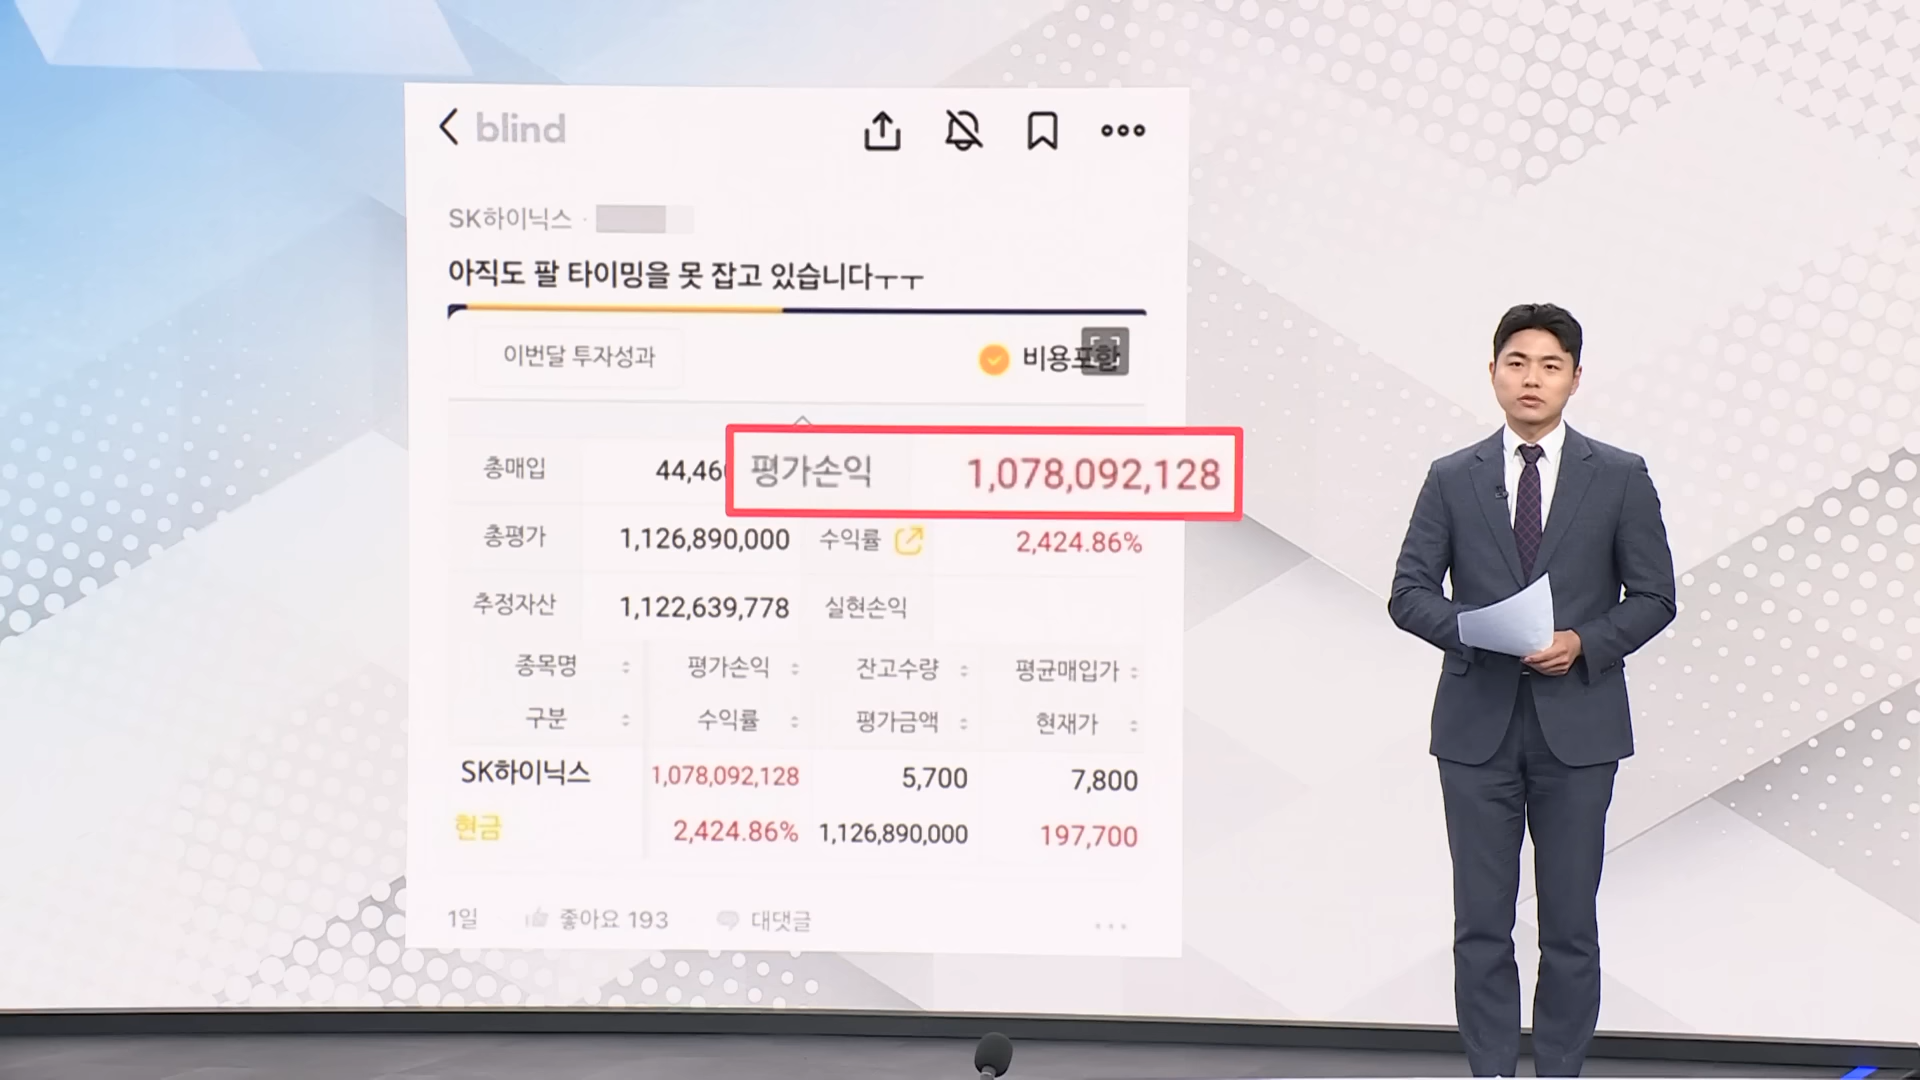 blind
SK하이닉스 ·
아직도 팔 타이밍을 못 잡고 있습니다ㅜㅜ
이번달 투자성과 비용포함
총매입 44,46 평가손익 1,078,092,128
총평가 1,126,890,000 수익률 2,424.86%
추정자산 1,122,639,778 실현손익
종목명 평가손익 잔고수량 평균매입가
구분 수익률 평가금액 현재가
SK하이닉스 1,078,092,128 5,700 7,800
현금 2,424.86% 1,126,890,000 197,700
1일 좋아요 193 대댓글